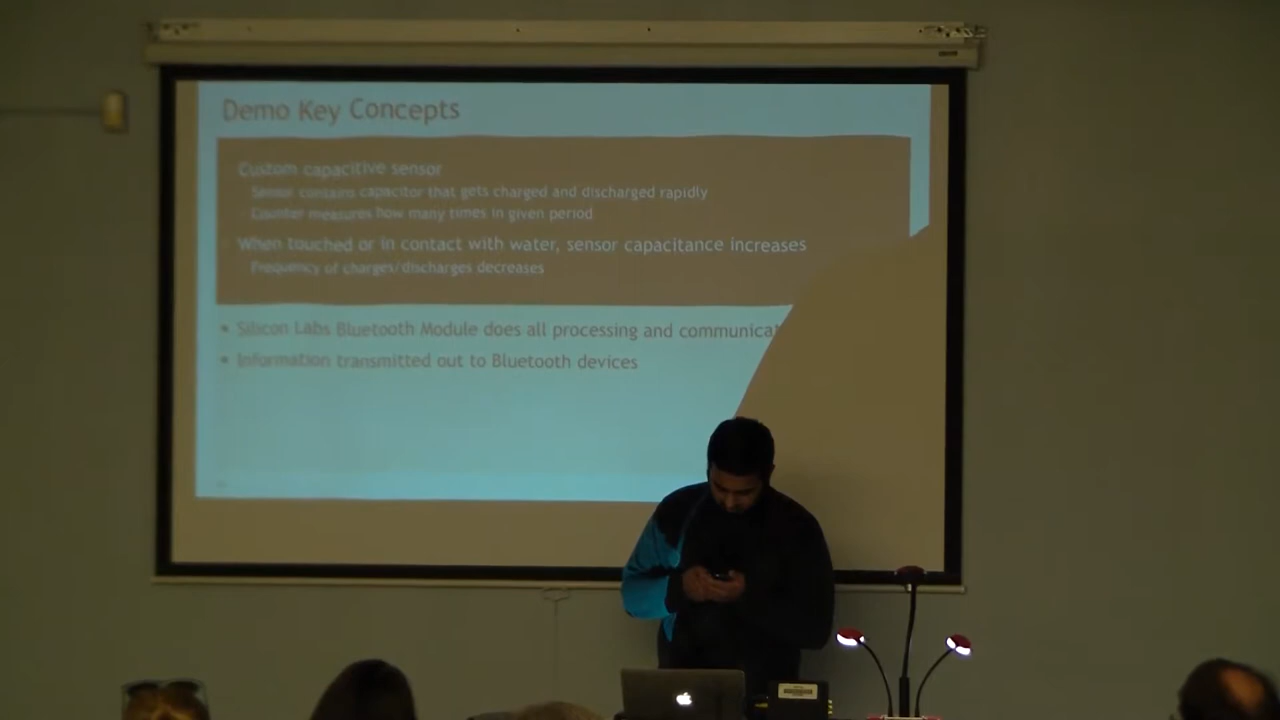 Demo Key Concepts
Custom capacitive sensor
Sensor contains capacitor that gets charged and discharged rapidly
Counter measures how many times in given period
When touched or in contact with water, sensor capacitance increases
Frequency of charges/discharges decreases
• Silicon Labs Bluetooth Module does all processing and communicat
• Information transmitted out to Bluetooth devices